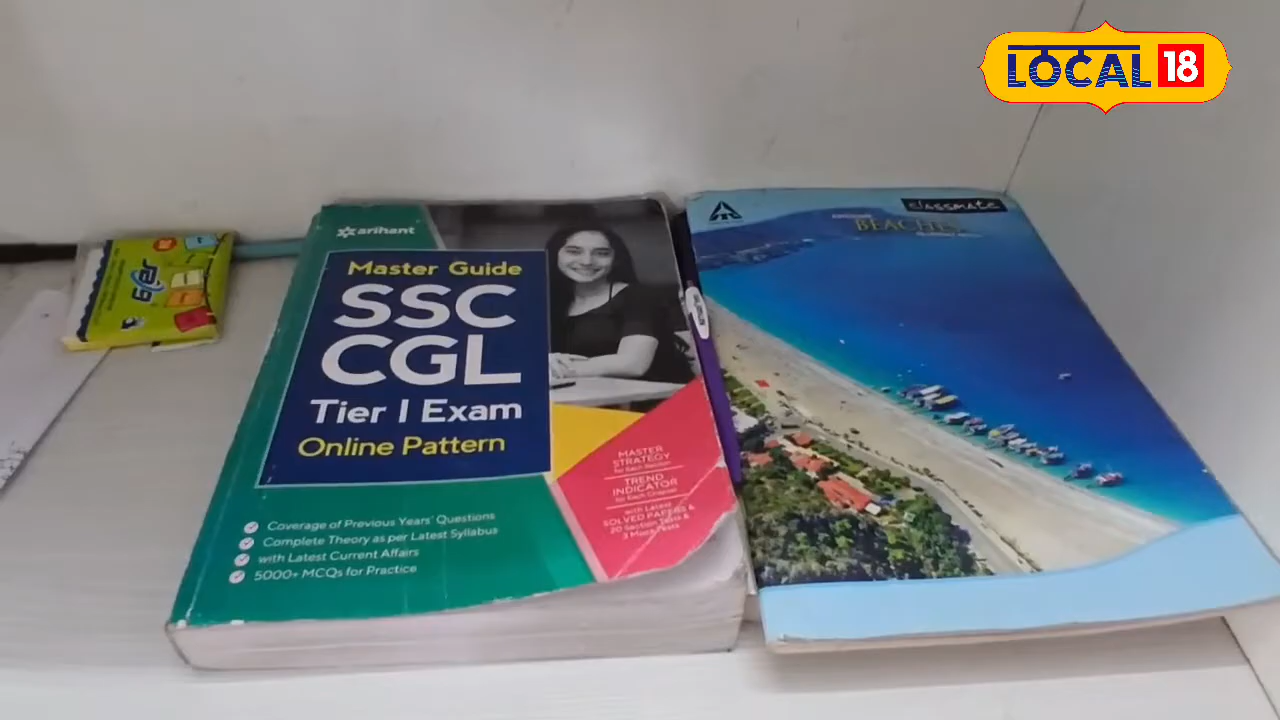 LOCAL 18
arihant
Master Guide
SSC
CGL
Tier I Exam
Online Pattern
MASTER
STRATEGY
for Each Section
TREND
INDICATOR
for Each Chapter
with Latest
SOLVED PAPERS &
20 Section Tests &
3 Mock Tests
Coverage of Previous Years' Questions
Complete Theory as per Latest Syllabus
with Latest Current Affairs
5000+ MCQs for Practice
classmate
BEACHES